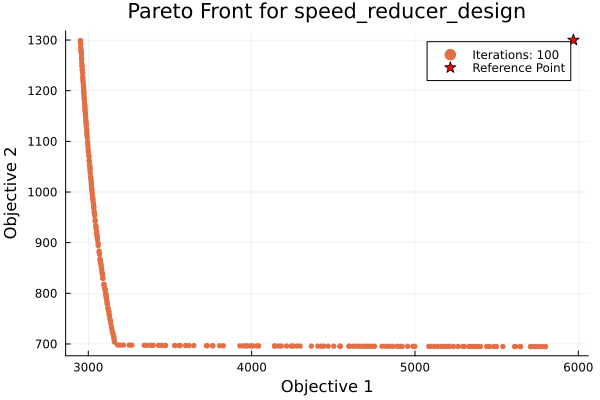 Pareto Front for speed_reducer_design
Iterations: 100
Reference Point
Objective 2
1300
1200
1100
1000
900
800
700
3000
4000
5000
6000
Objective 1